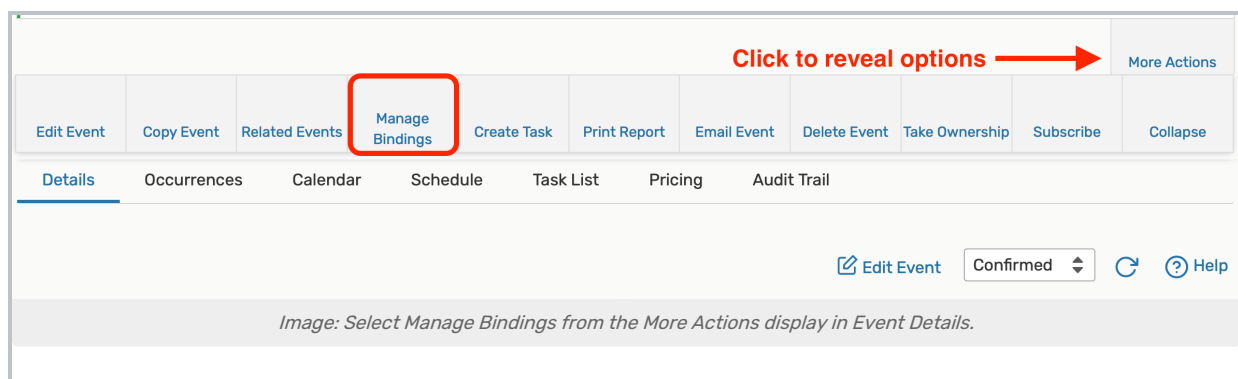 Click to reveal options
More Actions
Edit Event
Copy Event
Related Events
Manage
Bindings
Create Task
Print Report
Email Event
Delete Event
Take Ownership
Subscribe
Collapse
Details
Occurrences
Calendar
Schedule
Task List
Pricing
Audit Trail
Edit Event
Confirmed
Help
Image: Select Manage Bindings from the More Actions display in Event Details.